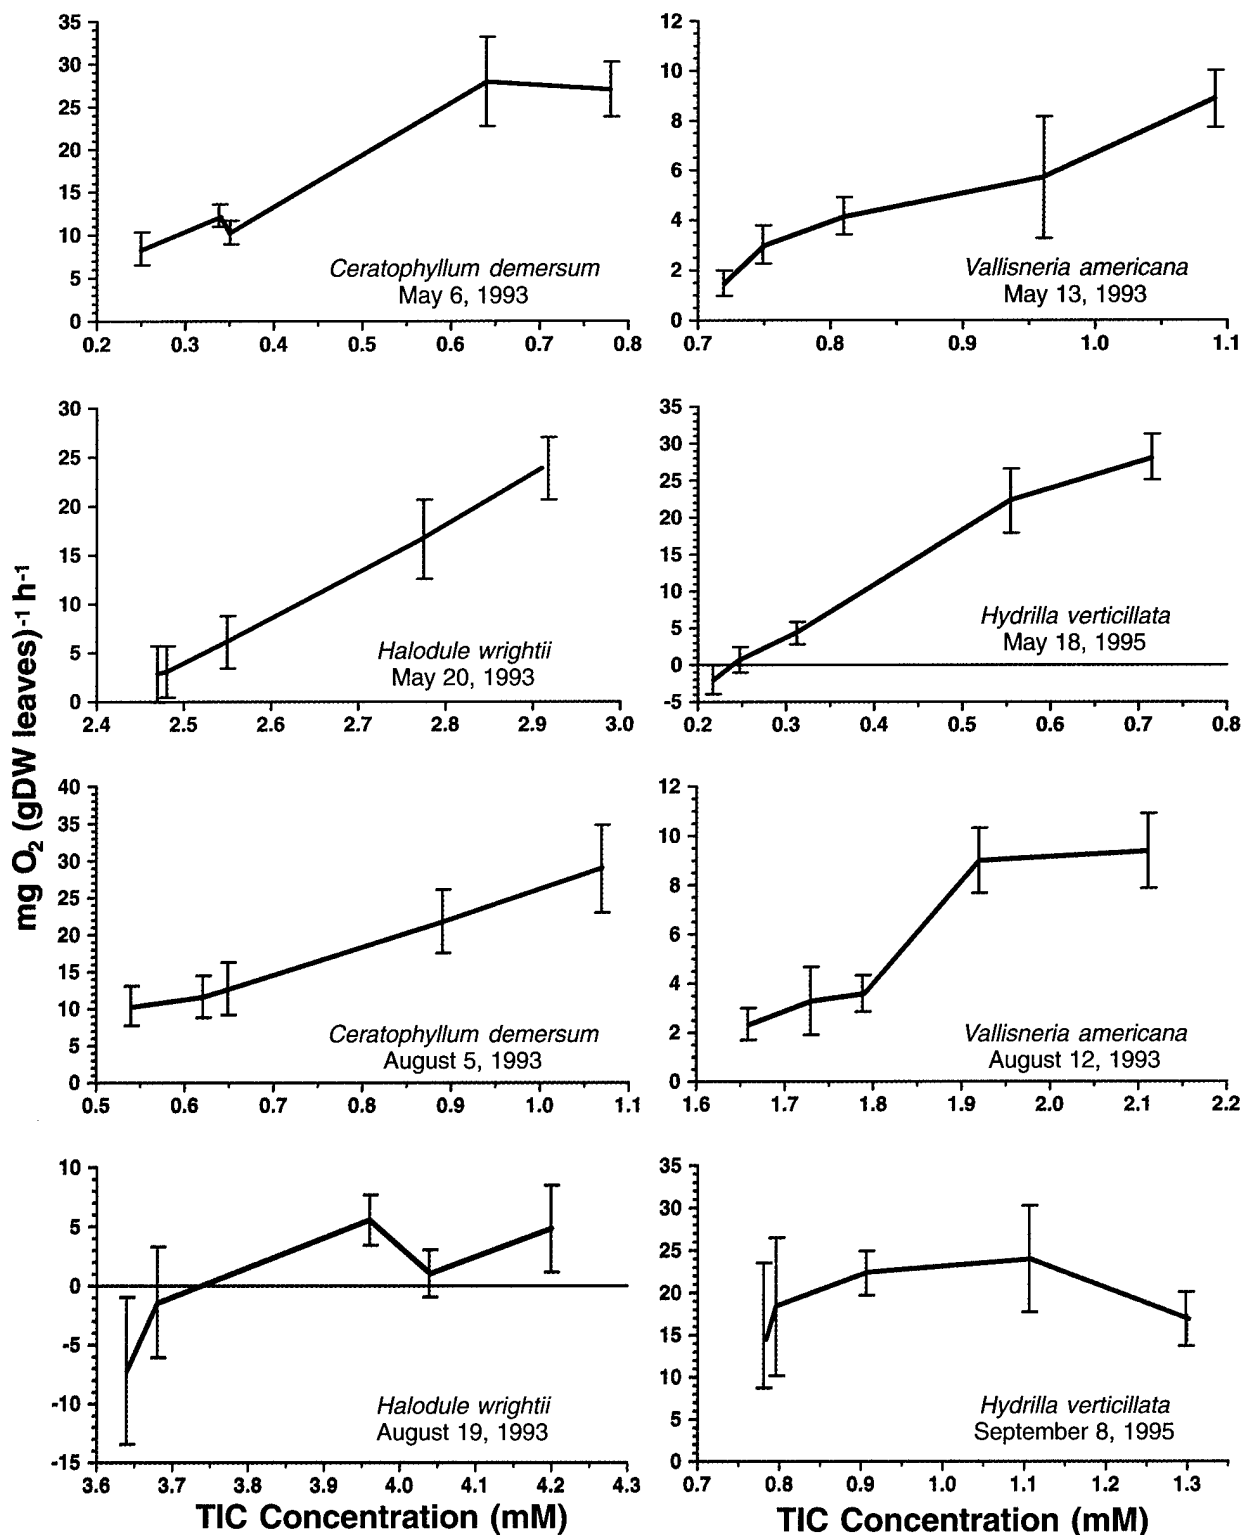 mg O2 (gDW leaves)-1 h-1
35
30
25
20
15
10
5
0
0.2 0.3 0.4 0.5 0.6 0.7 0.8
Ceratophyllum demersum
May 6, 1993
12
10
8
6
4
2
0
0.7 0.8 0.9 1.0 1.1
Vallisneria americana
May 13, 1993
30
25
20
15
10
5
0
2.4 2.5 2.6 2.7 2.8 2.9 3.0
Halodule wrightii
May 20, 1993
35
30
25
20
15
10
5
0
-5
0.2 0.3 0.4 0.5 0.6 0.7 0.8
Hydrilla verticillata
May 18, 1995
40
35
30
25
20
15
10
5
0
0.5 0.6 0.7 0.8 0.9 1.0 1.1
Ceratophyllum demersum
August 5, 1993
12
10
8
6
4
2
0
1.6 1.7 1.8 1.9 2.0 2.1 2.2
Vallisneria americana
August 12, 1993
10
5
0
-5
-10
-15
3.6 3.7 3.8 3.9 4.0 4.1 4.2 4.3
Halodule wrightii
August 19, 1993
TIC Concentration (mM)
35
30
25
20
15
10
5
0
0.7 0.8 0.9 1.0 1.1 1.2 1.3
Hydrilla verticillata
September 8, 1995
TIC Concentration (mM)